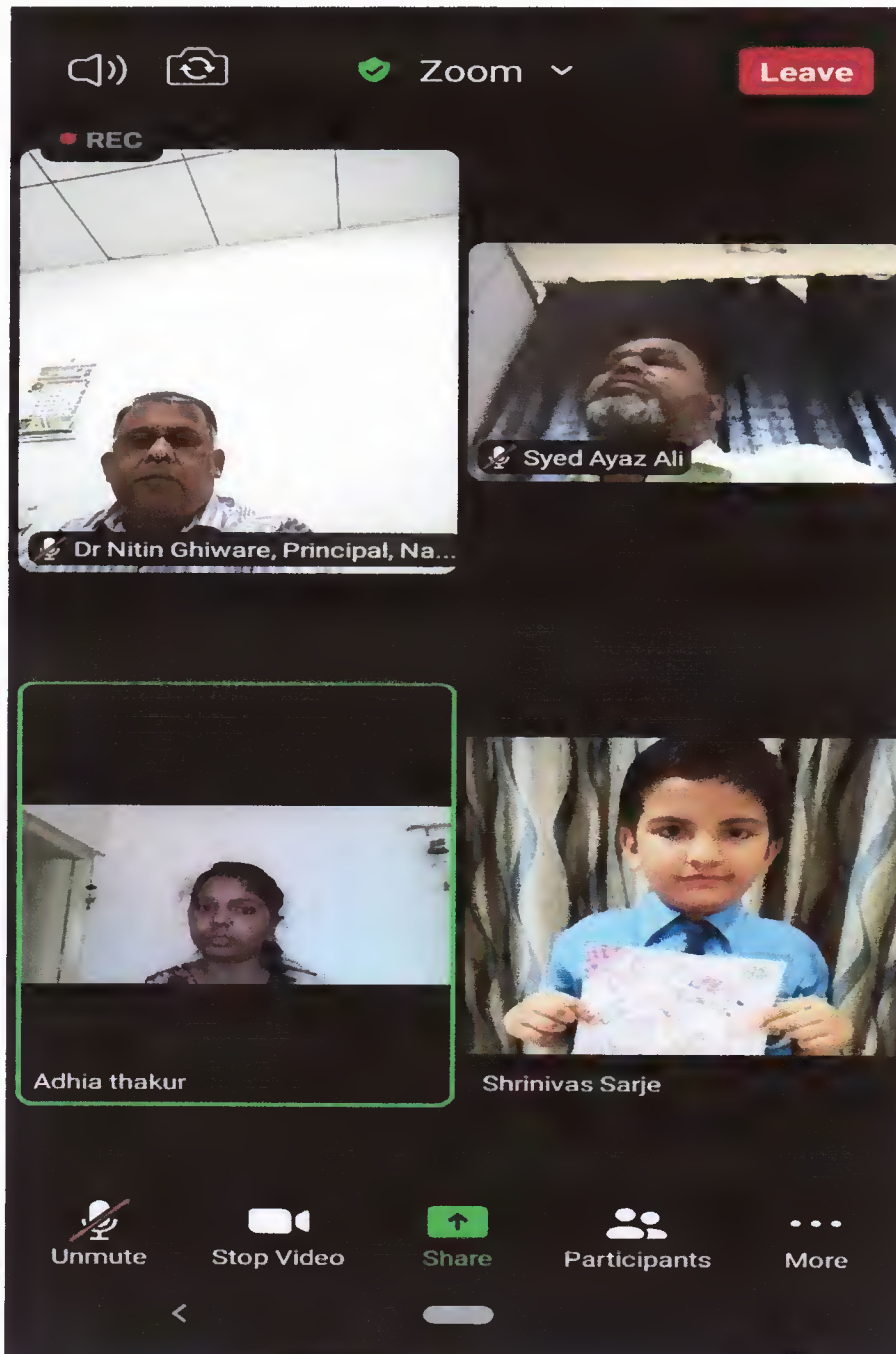 Zoom
Leave
REC
Syed Ayaz Ali
Dr Nitin Ghiware, Principal, Na...
Adhia thakur
Shrinivas Sarje
Unmute
Stop Video
Share
Participants
More